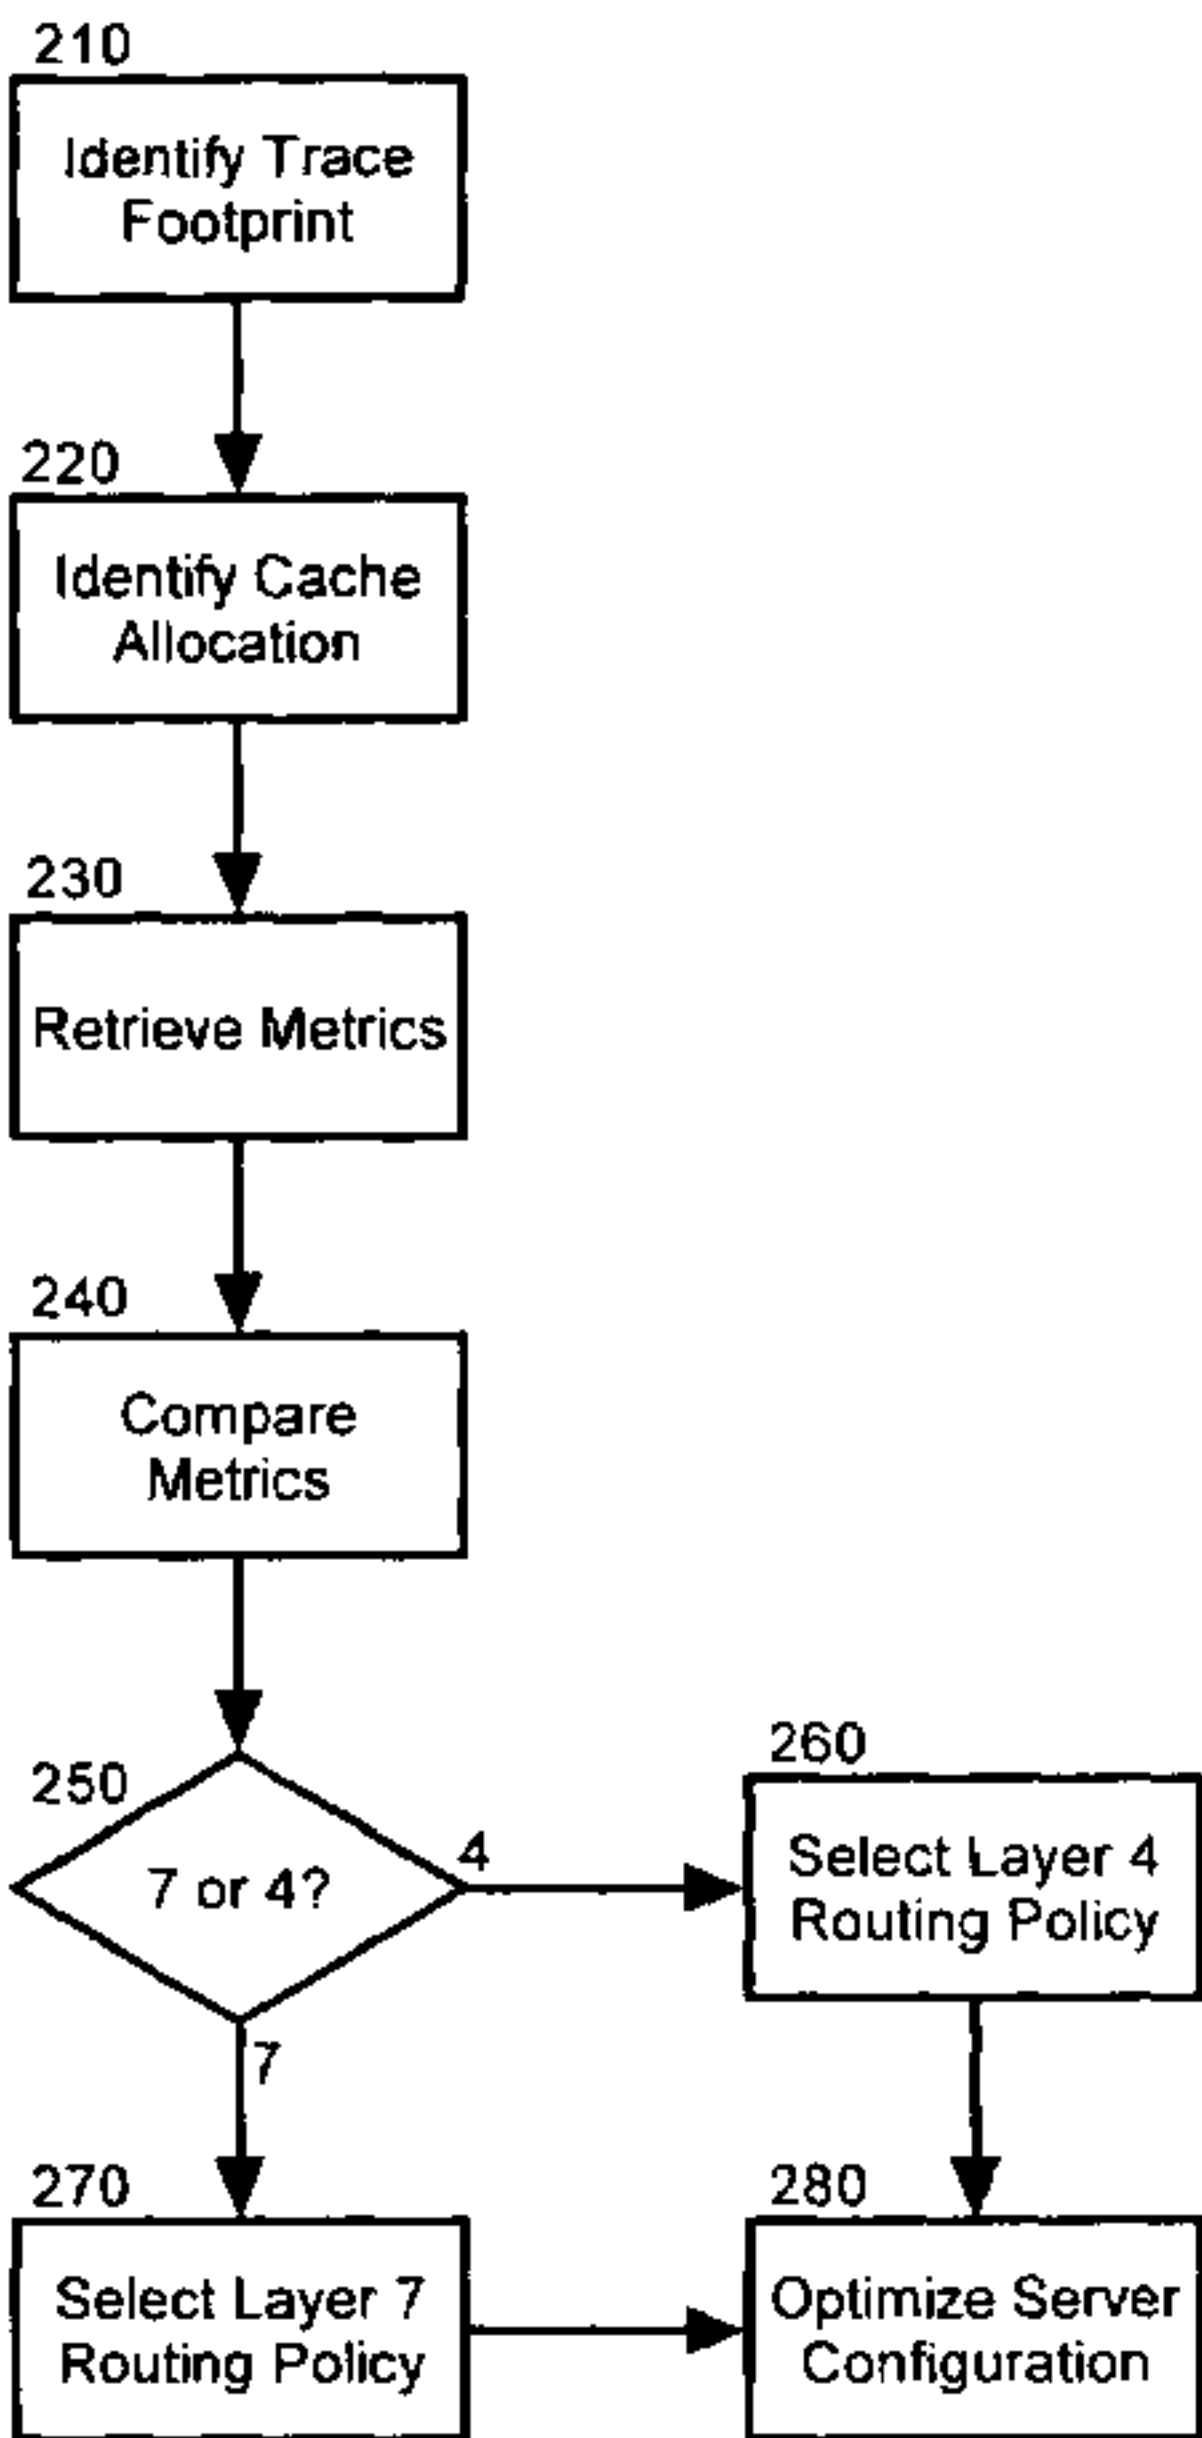 210
Identify Trace
Footprint
220
Identify Cache
Allocation
230
Retrieve Metrics
240
Compare
Metrics
250
7 or 4?
4
7
260
Select Layer 4
Routing Policy
270
Select Layer 7
Routing Policy
280
Optimize Server
Configuration